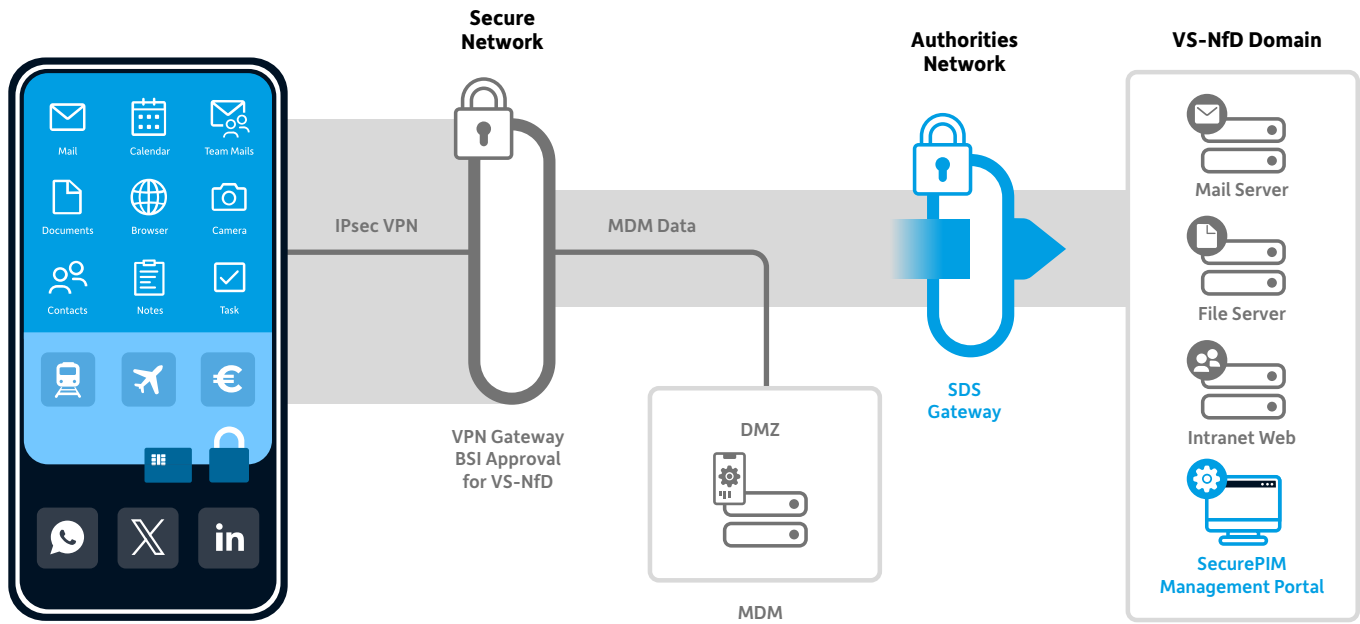 Secure
Network
Authorities
Network
VS-NfD Domain
Mail
Calendar
Team Mails
Documents
Browser
Camera
Contacts
Notes
Task
€
in
IPsec VPN
MDM Data
VPN Gateway
BSI Approval
for VS-NfD
DMZ
MDM
SDS
Gateway
Mail Server
File Server
Intranet Web
SecurePIM
Management Portal